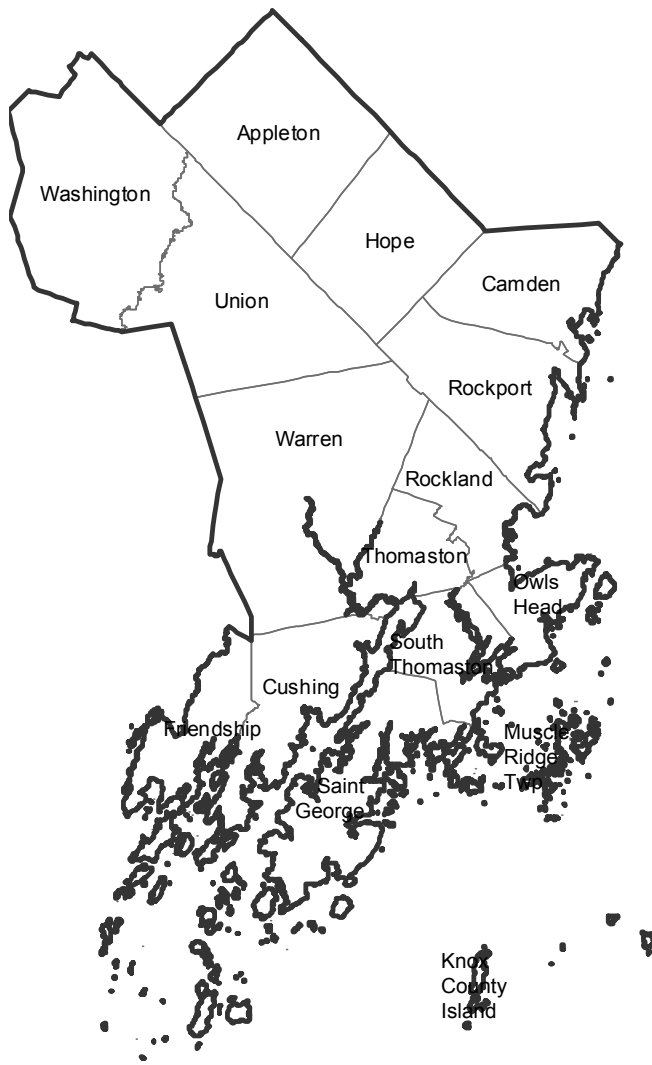 Appleton
Washington
Hope
Camden
Union
Rockport
Warren
Rockland
Thomaston
Owls
Head
South
Thomaston
Cushing
Friendship
Muscle
Ridge
Twp
Saint
George
Knox
County
Island